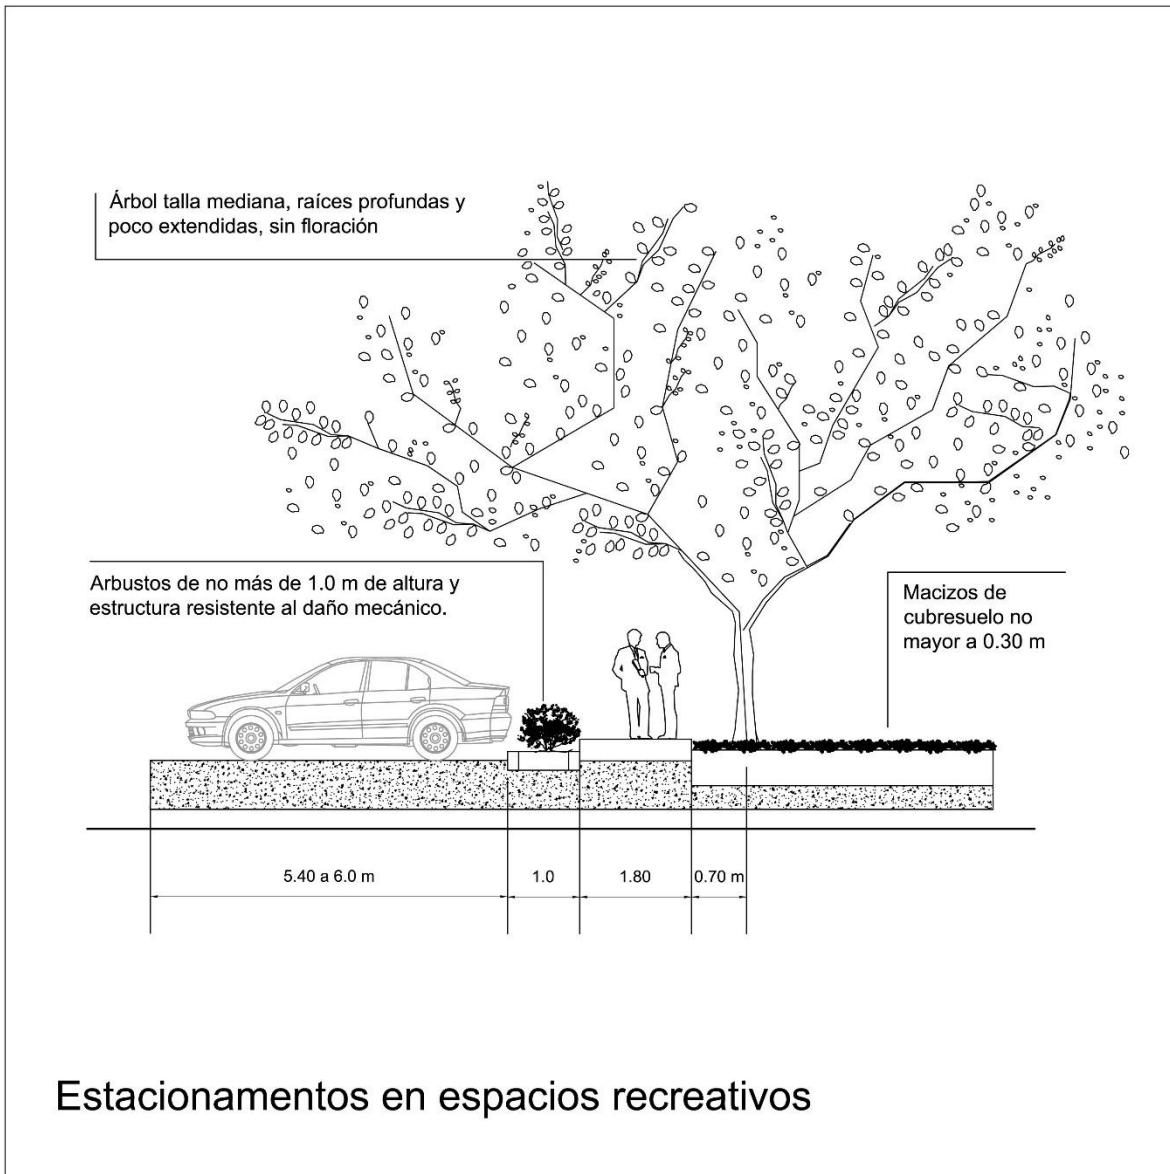 Árbol talla mediana, raíces profundas y
poco extendidas, sin floración
Arbustos de no más de 1.0 m de altura y
estructura resistente al daño mecánico.
Macizos de
cubresuelo no
mayor a 0.30 m
5.40 a 6.0 m
1.0
1.80
0.70 m
Estacionamientos en espacios recreativos